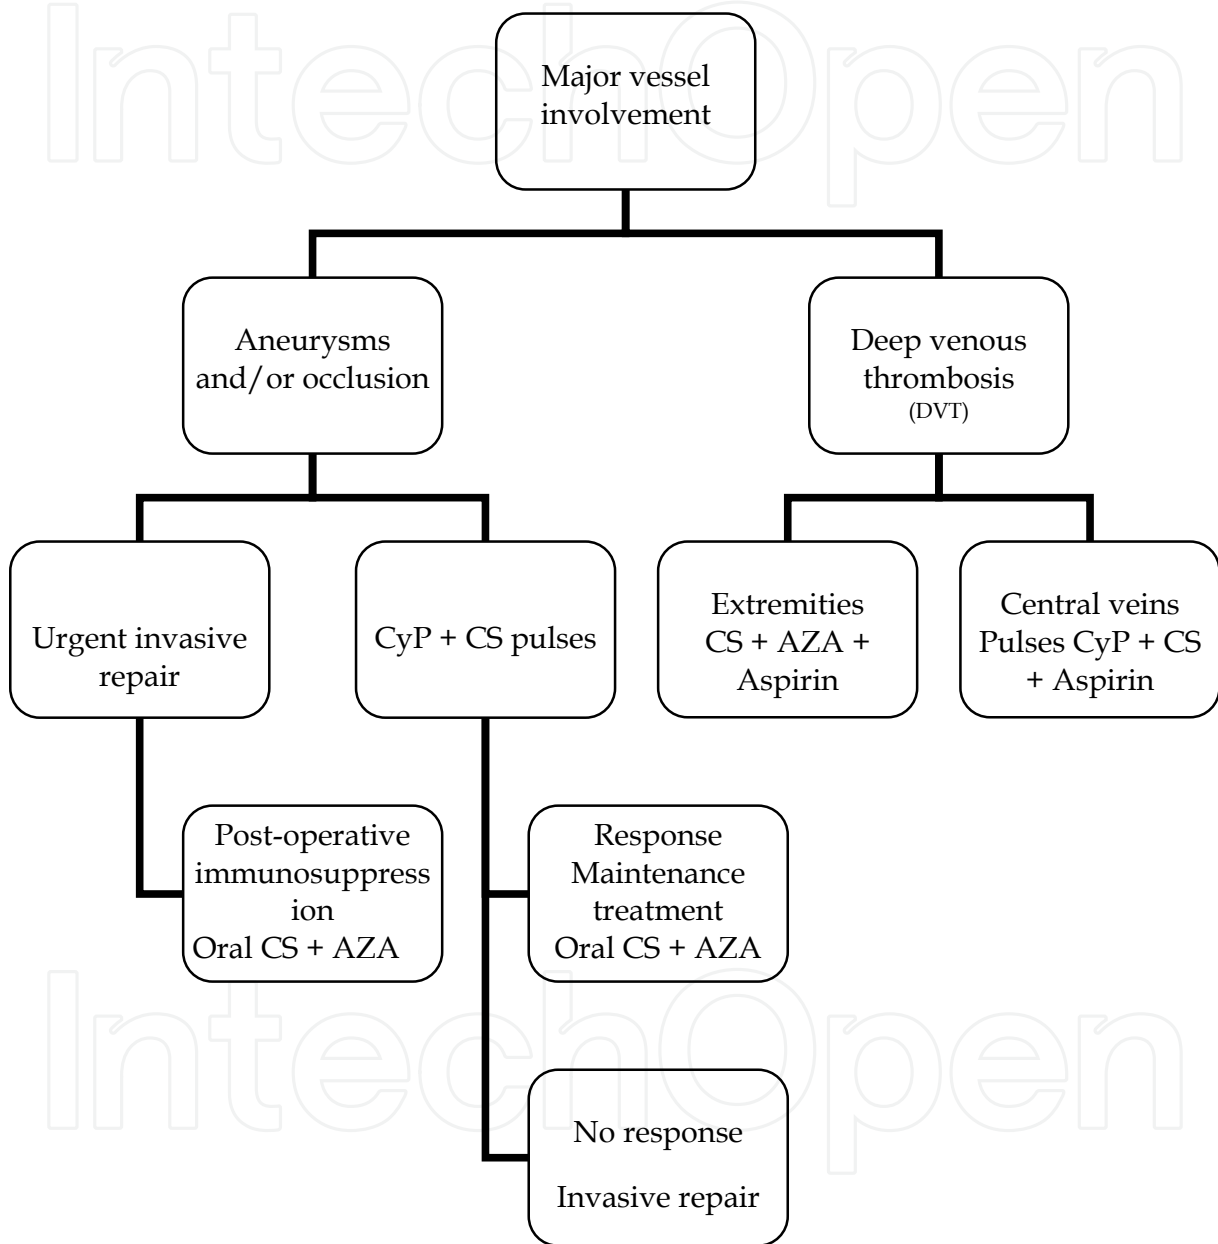 IntechOpen
Major vessel
involvement
Aneurysms
and/or occlusion
Deep venous
thrombosis
(DVT)
Urgent invasive
repair
CyP + CS pulses
Extremities
CS + AZA +
Aspirin
Central veins
Pulses CyP + CS
+ Aspirin
Post-operative
immunosuppress
ion
Oral CS + AZA
Response
Maintenance
treatment
Oral CS + AZA
IntechOpen
No response
Invasive repair